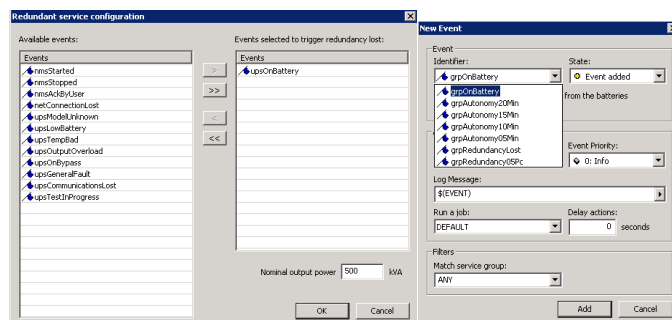 Redundant service configuration
Available events:
Events
nmsStarted
nmsStopped
nmsAckByUser
netConnectionLost
upsModelUnknown
upsLowBattery
upsTempBad
upsOutputOverload
upsOnBypass
upsGeneralFault
upsCommunicationsLost
upsTestInProgress
>
>>
<
<<
Events selected to trigger redundancy lost:
Events
upsOnBattery
Nominal output power 500 kVA
OK Cancel
New Event
Event
Identifier: State:
grpOnBattery Event added
grpOnBattery
from the batteries
grpAutonomy20Min
grpAutonomy15Min
grpAutonomy10Min
grpAutonomy05Min
grpRedundancyLost
grpRedundancy05Pc
Event Priority:
0: Info
Log Message:
$(EVENT)
Run a job: Delay actions:
DEFAULT 0 seconds
Filters
Match service group:
ANY
Add Cancel